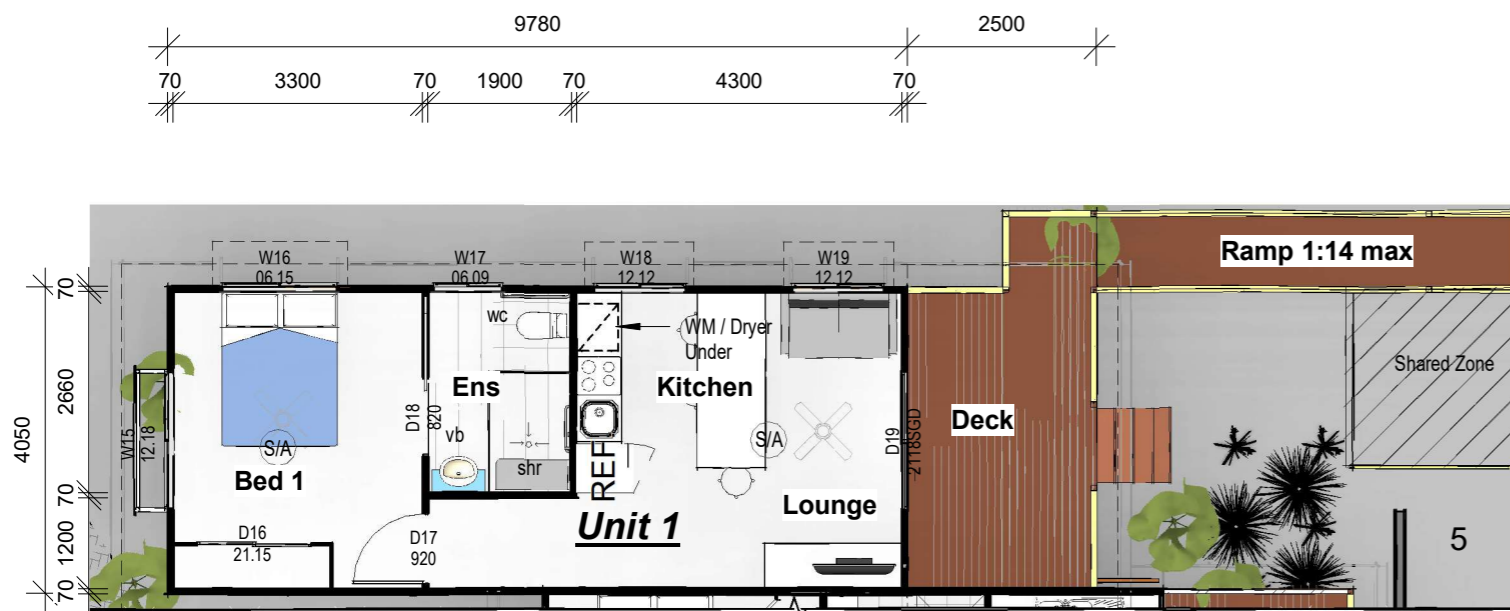 9780
2500
70
3300
70
1900
70
4300
70
W16
06.15
W17
06.09
W18
12.12
W19
12.12
Ramp 1:14 max
70
2660
4050
70
1200
70
W15
12.18
wc
WM / Dryer
Under
Shared Zone
Ens
Kitchen
D18
820
vb
shr
S/A
Bed 1
REF
S/A
D19
2118SGD
Deck
Lounge
Unit 1
D16
21.15
D17
920
5